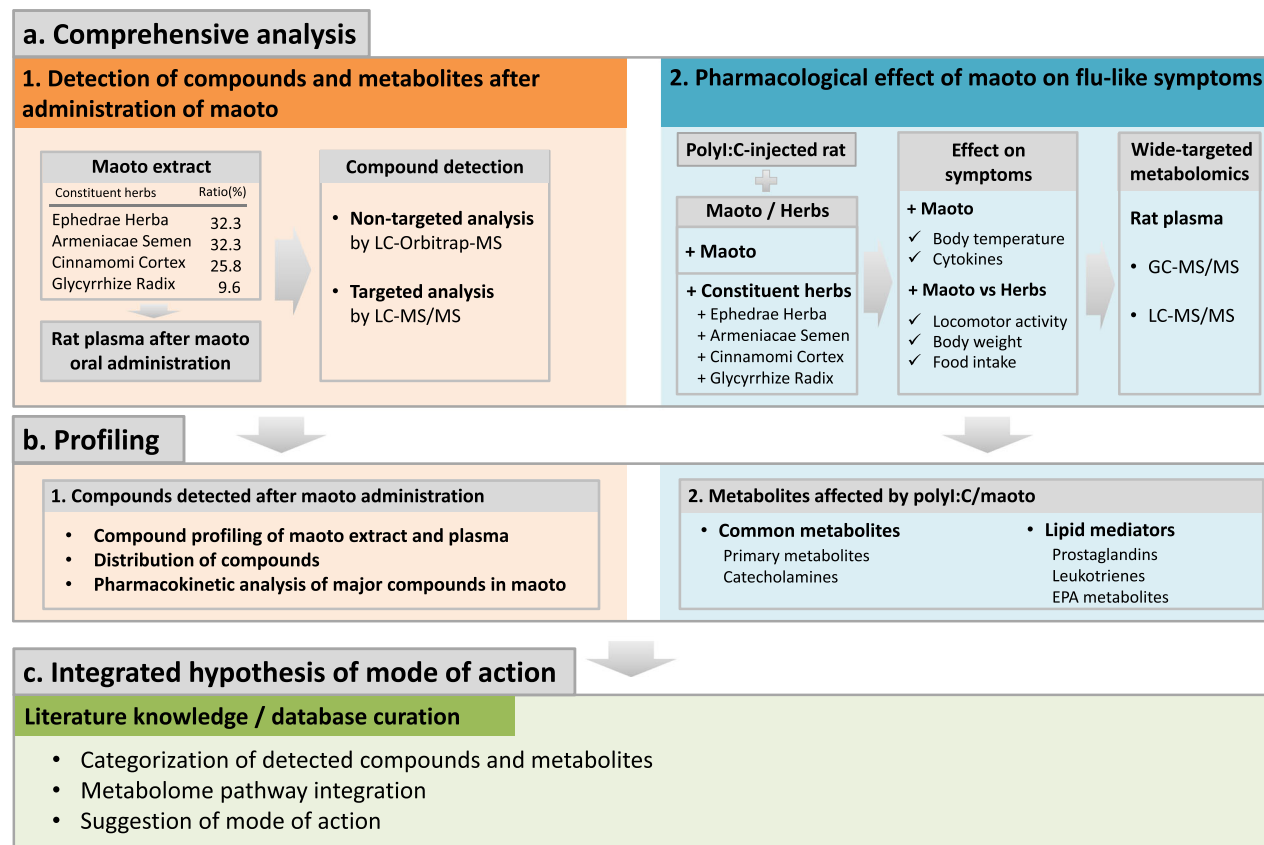 a. Comprehensive analysis
1. Detection of compounds and metabolites after
administration of maoto
Maoto extract
Constituent herbs Ratio(%)
Ephedrae Herba 32.3
Armeniacae Semen 32.3
Cinnamomi Cortex 25.8
Glycyrrhize Radix 9.6
Rat plasma after maoto
oral administration
Compound detection
• Non-targeted analysis
by LC-Orbitrap-MS
• Targeted analysis
by LC-MS/MS
2. Pharmacological effect of maoto on flu-like symptoms
PolyI:C-injected rat
Maoto / Herbs
+ Maoto
+ Constituent herbs
+ Ephedrae Herba
+ Armeniacae Semen
+ Cinnamomi Cortex
+ Glycyrrhize Radix
Effect on
symptoms
+ Maoto
✓ Body temperature
✓ Cytokines
+ Maoto vs Herbs
✓ Locomotor activity
✓ Body weight
✓ Food intake
Wide-targeted
metabolomics
Rat plasma
• GC-MS/MS
• LC-MS/MS
b. Profiling
1. Compounds detected after maoto administration
• Compound profiling of maoto extract and plasma
• Distribution of compounds
• Pharmacokinetic analysis of major compounds in maoto
2. Metabolites affected by polyI:C/maoto
• Common metabolites
Primary metabolites
Catecholamines
• Lipid mediators
Prostaglandins
Leukotrienes
EPA metabolites
c. Integrated hypothesis of mode of action
Literature knowledge / database curation
• Categorization of detected compounds and metabolites
• Metabolome pathway integration
• Suggestion of mode of action